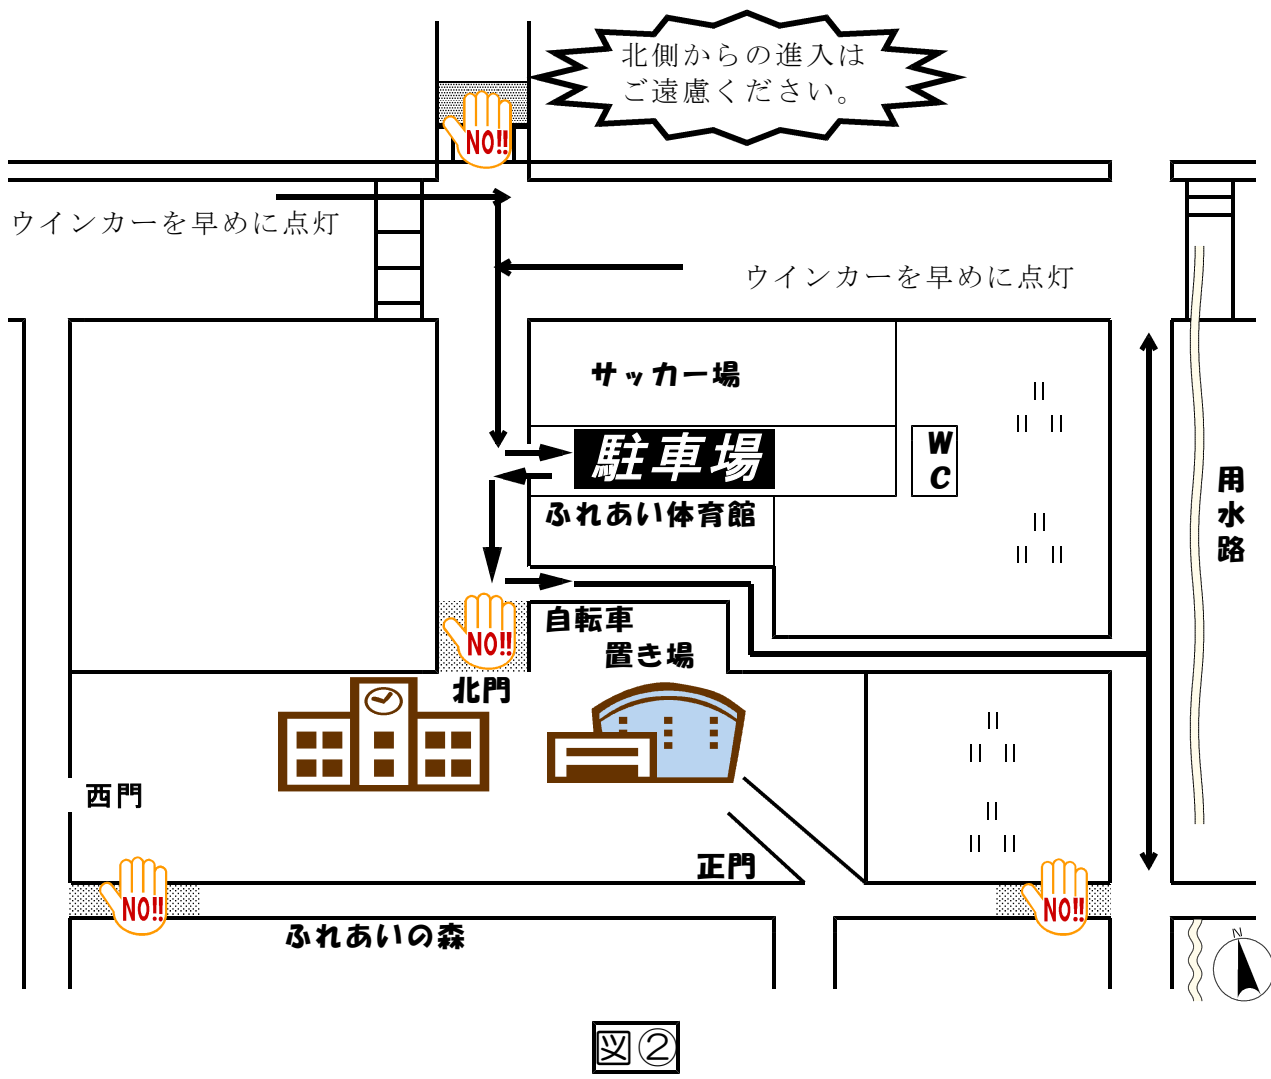 北側からの進入は
ご遠慮ください。
NO!!
ウインカーを早めに点灯
ウインカーを早めに点灯
サッカー場
駐車場
W
C
ふれあい体育館
用
水
路
自転車
置き場
NO!!
北門
西門
正門
NO!!
NO!!
ふれあいの森
N
図②